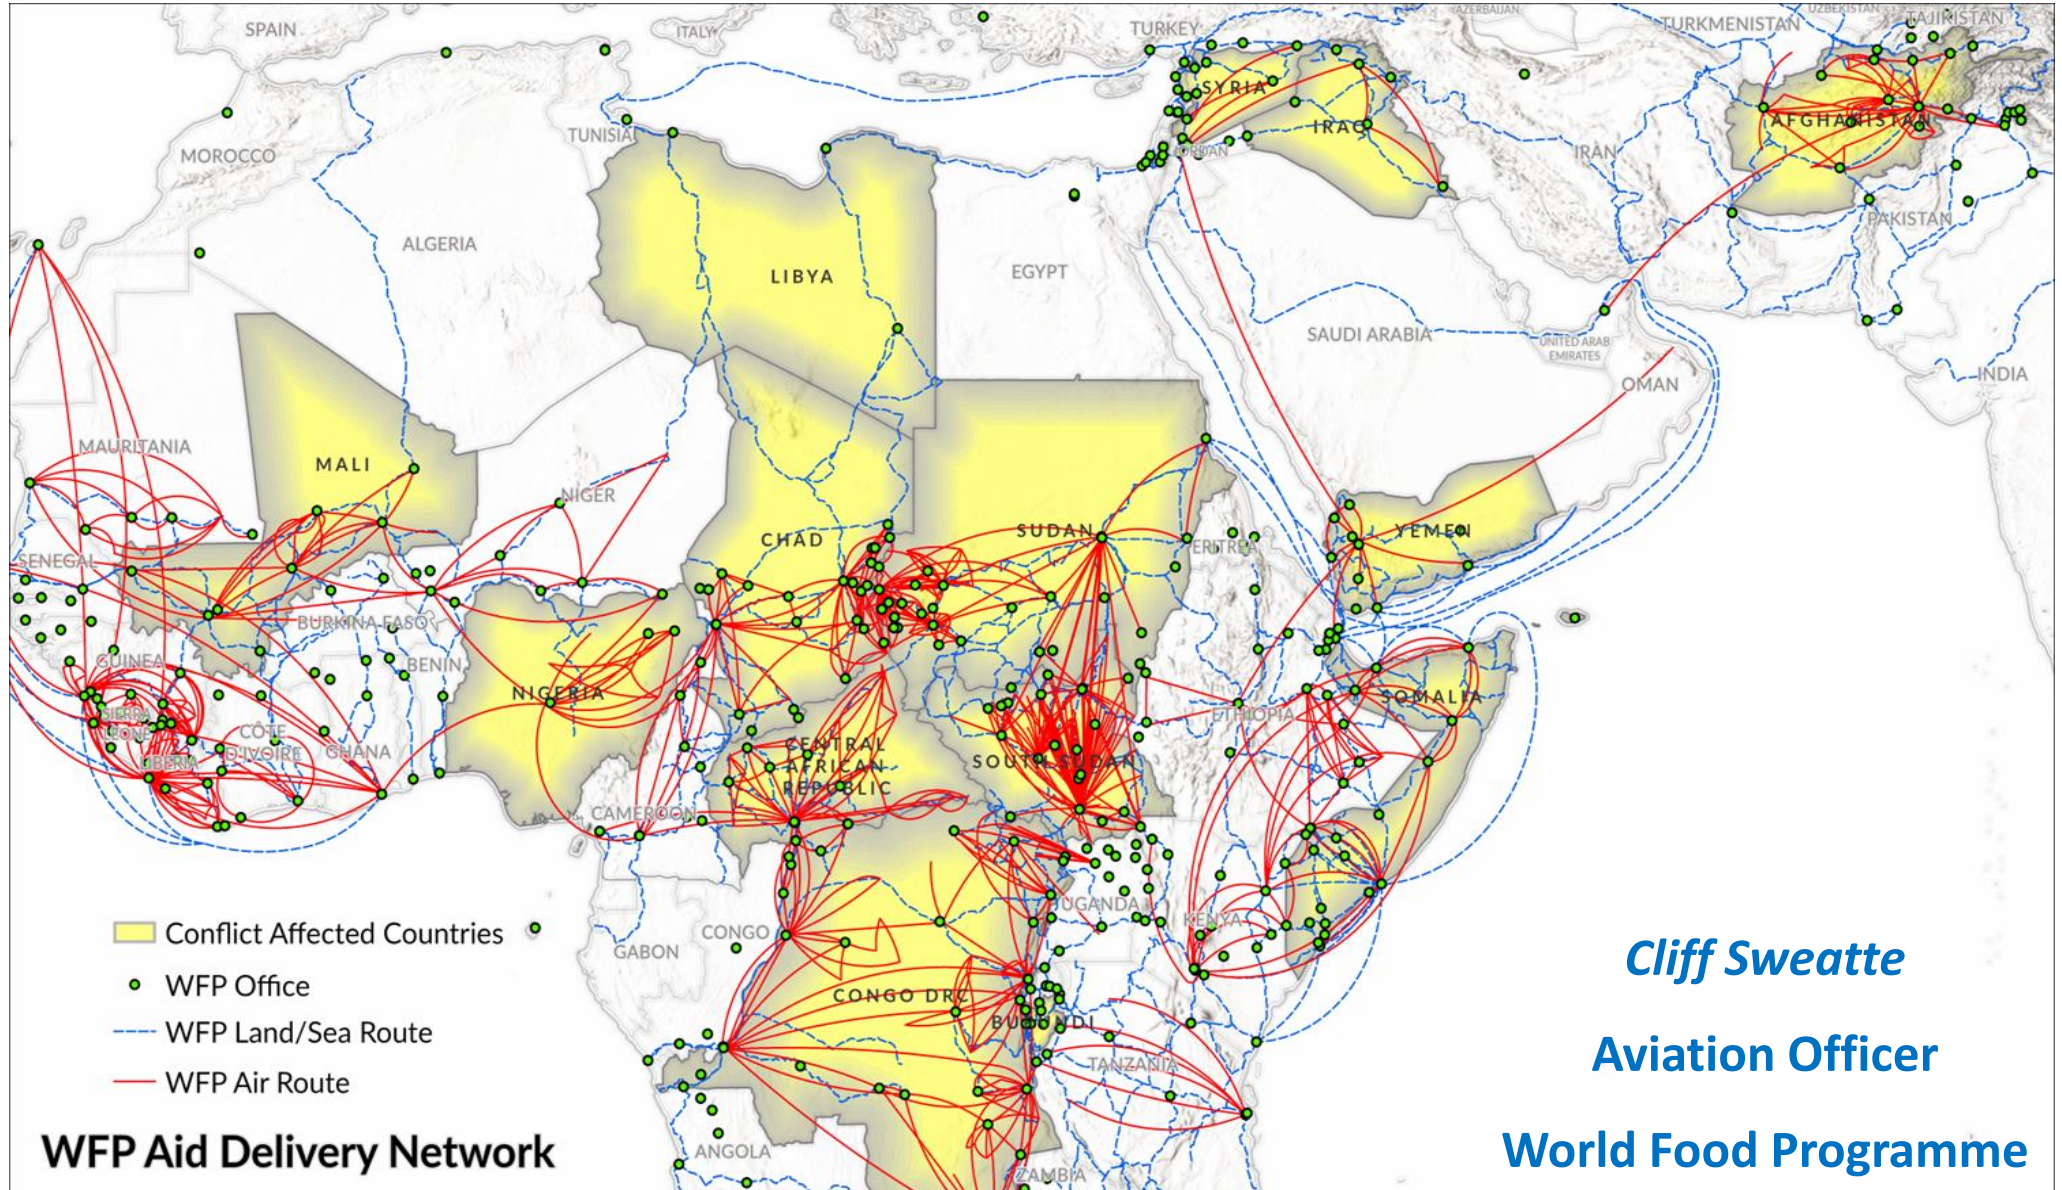 SPAIN
ITALY
TURKEY
AZERBAIJAN
TURKMENISTAN
UZBEKISTAN
TAJIKISTAN
SYRIA
IRAQ
AFGHANISTAN
TUNISIA
JORDAN
IRAN
MOROCCO
PAKISTAN
ALGERIA
LIBYA
EGYPT
SAUDI ARABIA
UNITED ARAB
EMIRATES
OMAN
INDIA
MAURITANIA
MALI
NIGER
CHAD
SUDAN
ERITREA
YEMEN
SENEGAL
BURKINA FASO
GUINEA
BENIN
NIGERIA
SOMALIA
SIERRA
LEONE
CÔTE
D'IVOIRE
GHANA
ETHIOPIA
LIBERIA
CENTRAL
AFRICAN
REPUBLIC
SOUTH SUDAN
CAMEROON
UGANDA
KENYA
CONGO
GABON
CONGO DRC
BURUNDI
TANZANIA
ANGOLA
ZAMBIA
Conflict Affected Countries
WFP Office
WFP Land/Sea Route
WFP Air Route
WFP Aid Delivery Network
Cliff Sweatte
Aviation Officer
World Food Programme